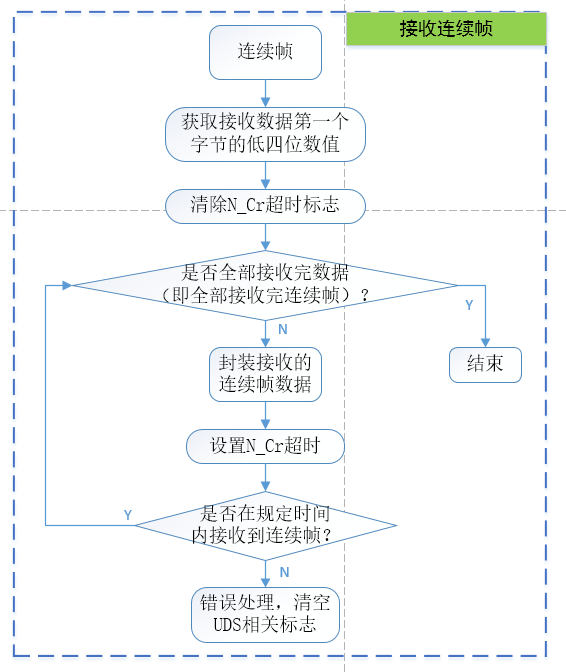 接收连续帧
连续帧
获取接收数据第一个
字节的低四位数值
清除N_Cr超时标志
是否全部接收完数据
（即全部接收完连续帧）？
Y
N
封装接收的
连续帧数据
结束
设置N_Cr超时
是否在规定时间
内接收到连续帧？
Y
N
错误处理，清空
UDS相关标志